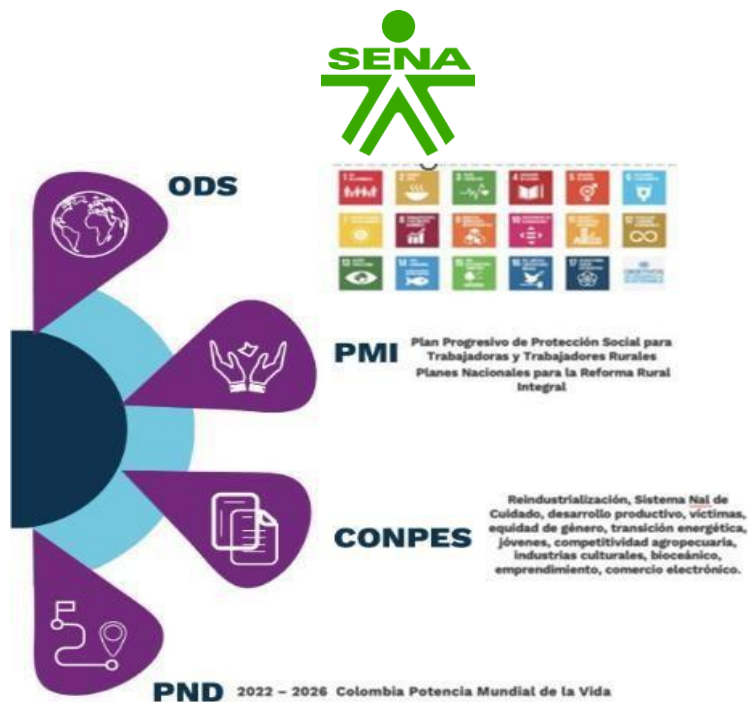 SENA
ODS
PMI
Plan Progresivo de Protección Social para
Trabajadoras y Trabajadores Rurales
Planes Nacionales para la Reforma Rural
Integral
CONPES
Reindustrialización, Sistema Nal de
Cuidado, desarrollo productivo, víctimas,
equidad de género, transición energética,
jóvenes, competitividad agropecuaria,
industrias culturales, bioceánico,
emprendimiento, comercio electrónico.
PND 2022 – 2026 Colombia Potencia Mundial de la Vida